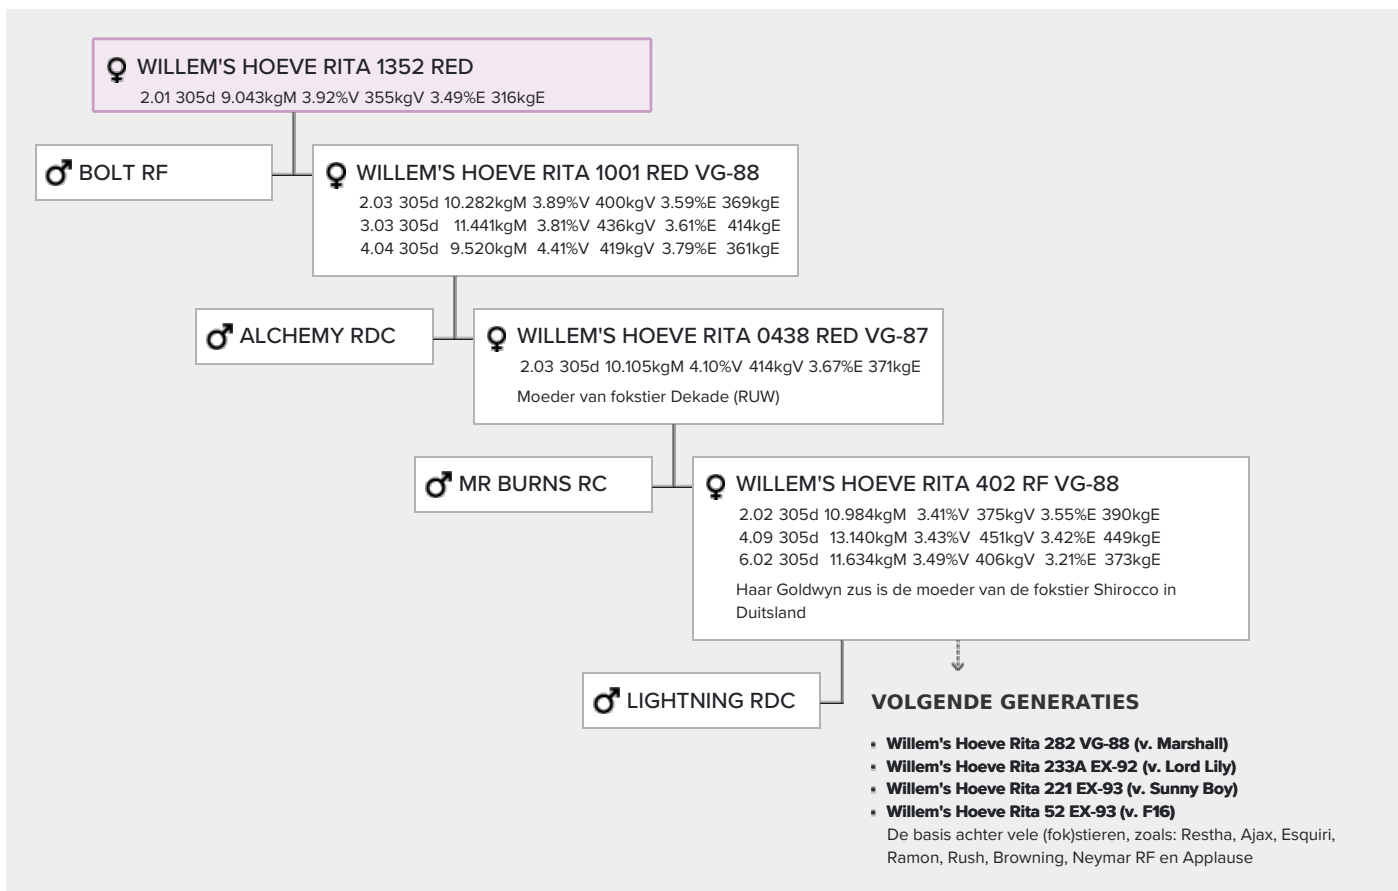 WILLEM'S HOEVE RITA 1352 RED
2.01 305d 9.043kgM 3.92%V 355kgV 3.49%E 316kgE
BOLT RF
WILLEM'S HOEVE RITA 1001 RED VG-88
2.03 305d 10.282kgM 3.89%V 400kgV 3.59%E 369kgE
3.03 305d 11.441kgM 3.81%V 436kgV 3.61%E 414kgE
4.04 305d 9.520kgM 4.41%V 419kgV 3.79%E 361kgE
ALCHEMY RDC
WILLEM'S HOEVE RITA 0438 RED VG-87
2.03 305d 10.105kgM 4.10%V 414kgV 3.67%E 371kgE
Moeder van fokstier Dekade (RUW)
MR BURNS RC
WILLEM'S HOEVE RITA 402 RF VG-88
2.02 305d 10.984kgM 3.41%V 375kgV 3.55%E 390kgE
4.09 305d 13.140kgM 3.43%V 451kgV 3.42%E 449kgE
6.02 305d 11.634kgM 3.49%V 406kgV 3.21%E 373kgE
Haar Goldwyn zus is de moeder van de fokstier Shirocco in
Duitsland
LIGHTNING RDC
VOLGENDE GENERATIES
Willem's Hoeve Rita 282 VG-88 (v. Marshall)
Willem's Hoeve Rita 233A EX-92 (v. Lord Lily)
Willem's Hoeve Rita 221 EX-93 (v. Sunny Boy)
Willem's Hoeve Rita 52 EX-93 (v. F16)
De basis achter vele (fok)stieren, zoals: Restha, Ajax, Esquiri,
Ramon, Rush, Browning, Neymar RF en Applause